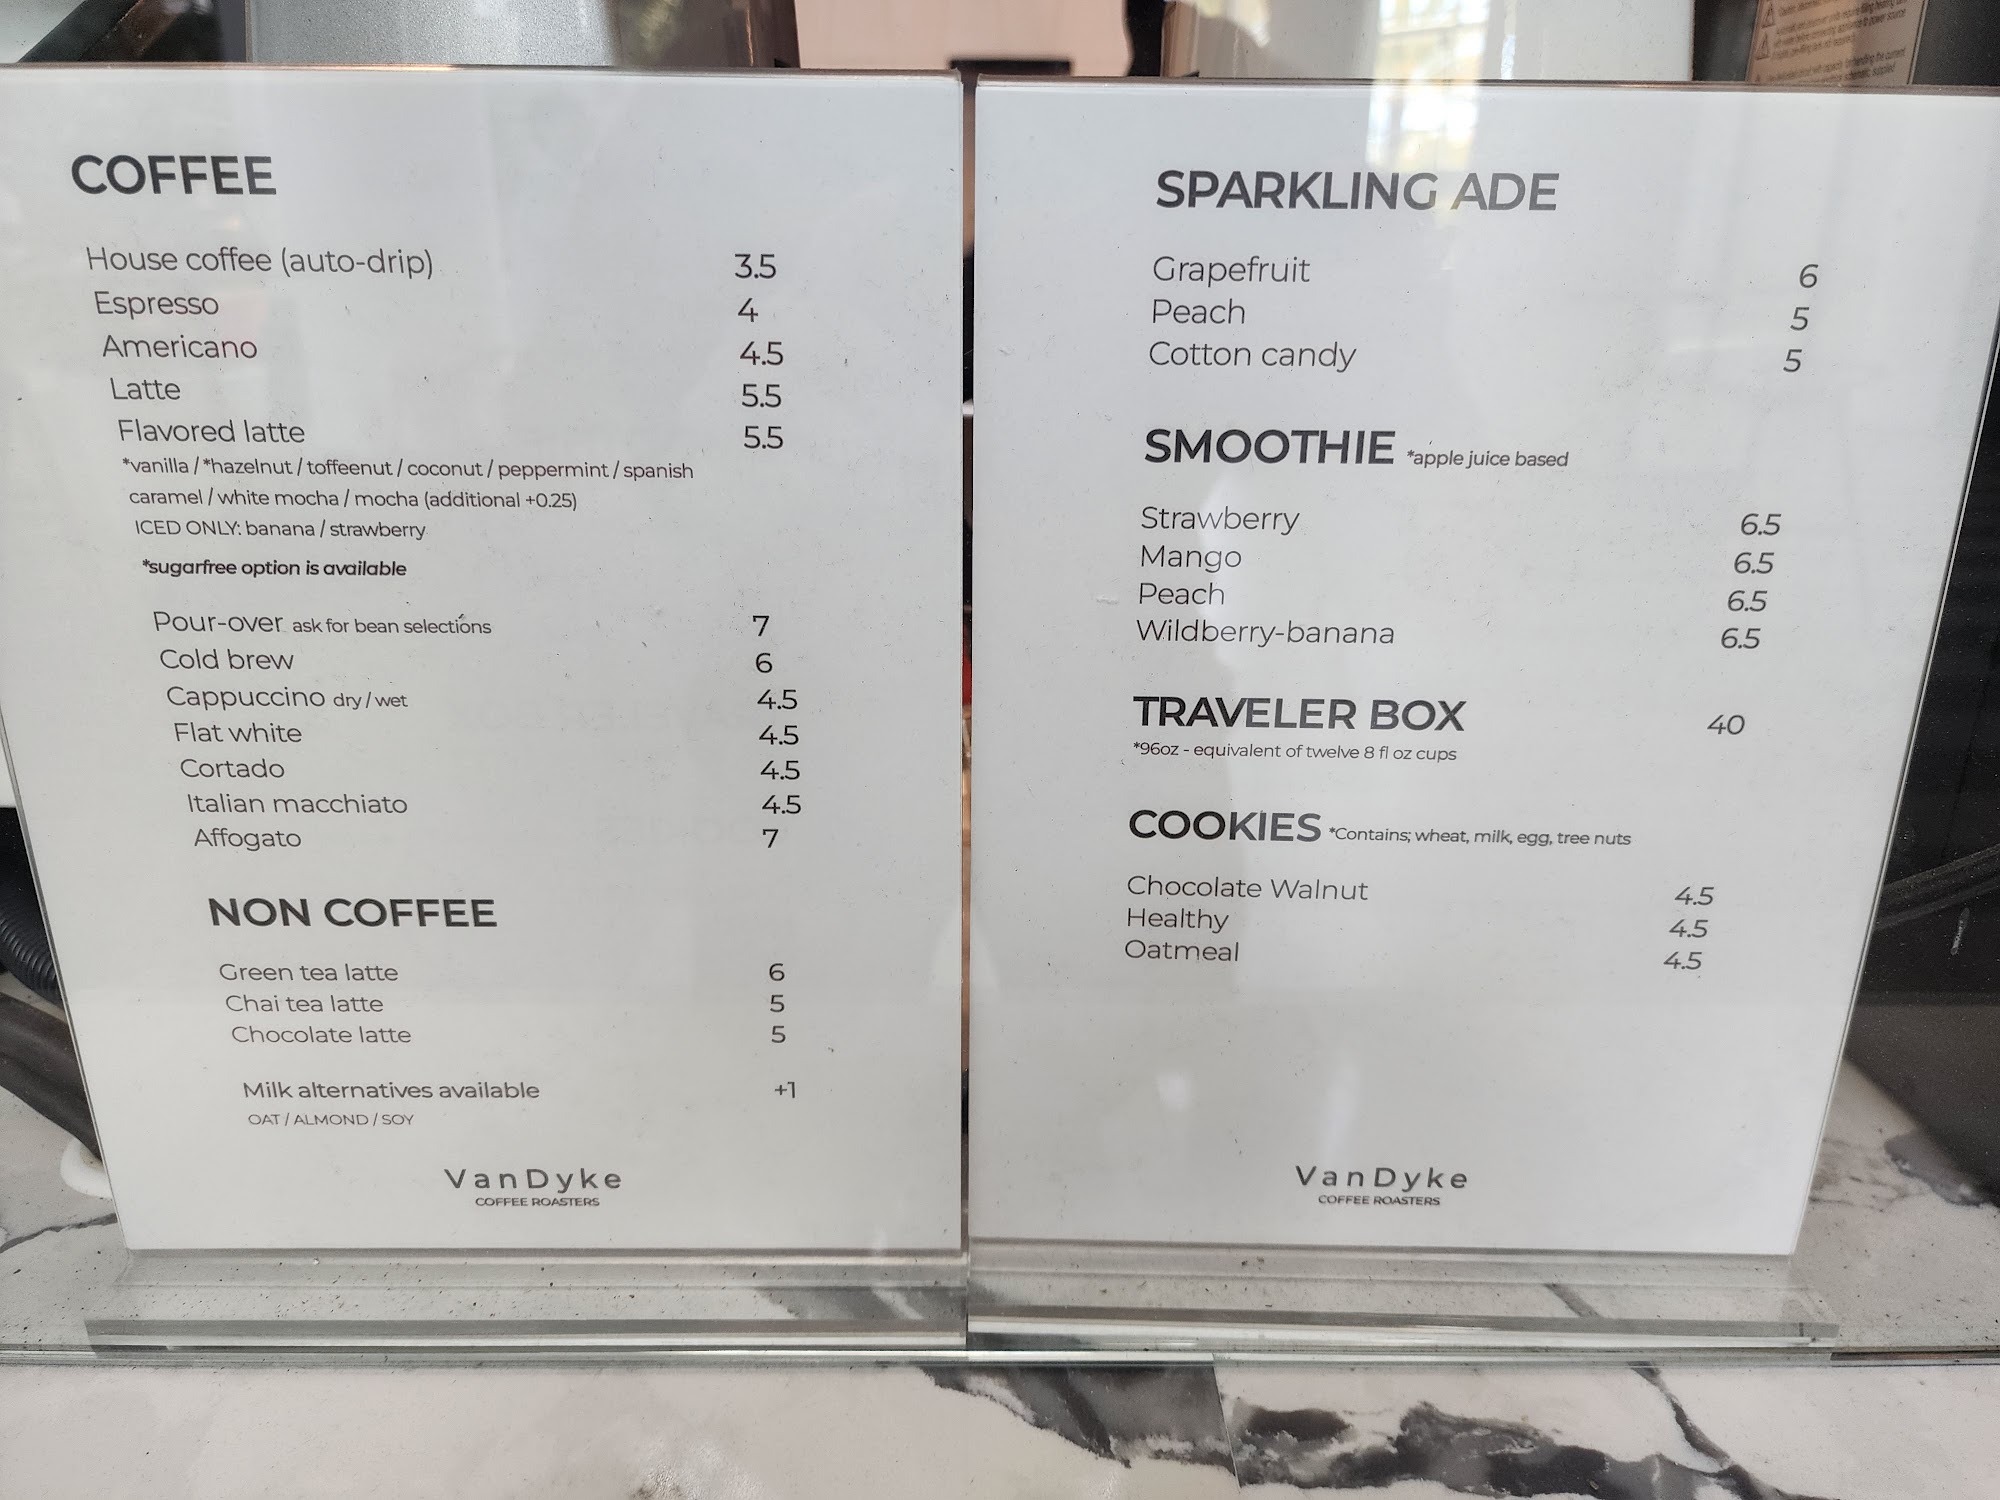 COFFEE
House coffee (auto-drip) 3.5
Espresso 4
Americano 4.5
Latte 5.5
Flavored latte 5.5
*vanilla / *hazelnut / toffeenut / coconut / peppermint / spanish
caramel / white mocha / mocha (additional +0.25)
ICED ONLY: banana / strawberry
*sugarfree option is available
Pour-over ask for bean selections 7
Cold brew 6
Cappuccino dry / wet 4.5
Flat white 4.5
Cortado 4.5
Italian macchiato 4.5
Affogato 7
NON COFFEE
Green tea latte 6
Chai tea latte 5
Chocolate latte 5
Milk alternatives available +1
OAT / ALMOND / SOY
VanDyke
COFFEE ROASTERS
SPARKLING ADE
Grapefruit 6
Peach 5
Cotton candy 5
SMOOTHIE *apple juice based
Strawberry 6.5
Mango 6.5
Peach 6.5
Wildberry-banana 6.5
TRAVELER BOX 40
*96oz - equivalent of twelve 8 fl oz cups
COOKIES *Contains; wheat, milk, egg, tree nuts
Chocolate Walnut 4.5
Healthy 4.5
Oatmeal 4.5
VanDyke
COFFEE ROASTERS